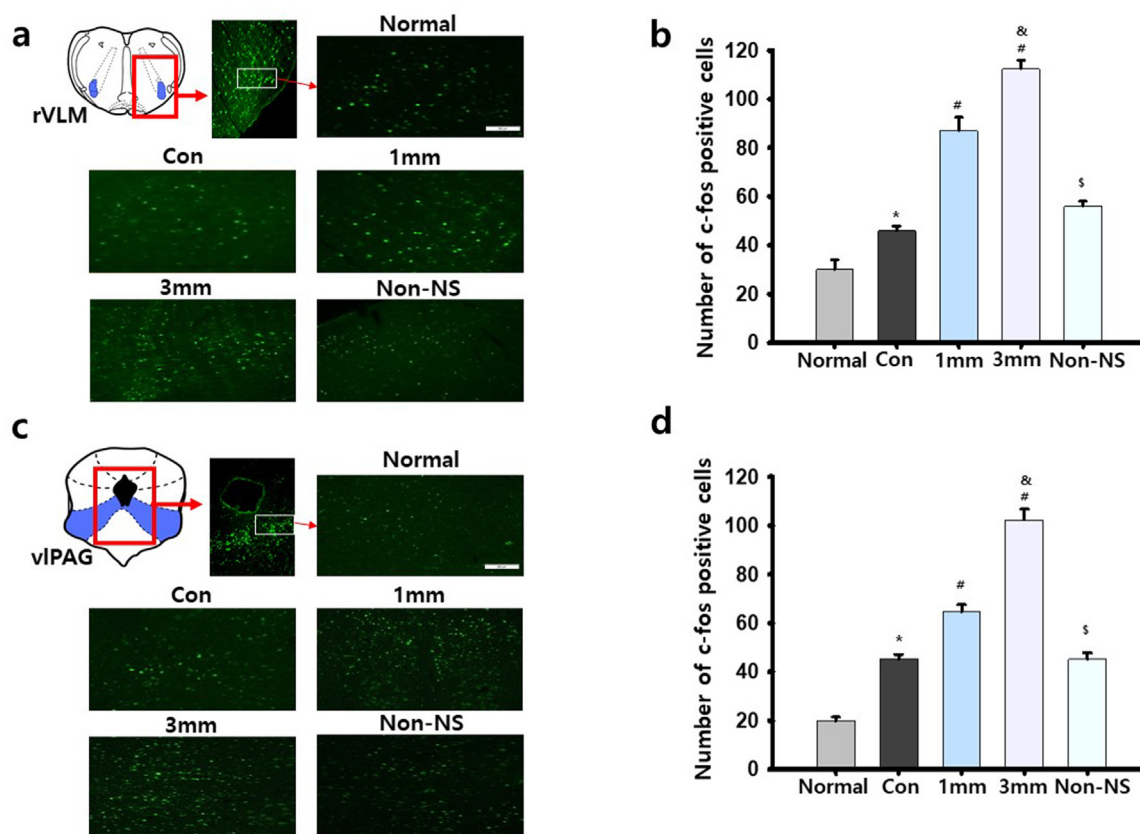 a
rVLM
Normal
Con
1mm
3mm
Non-NS
b
Number of c-fos positive cells
120
100
80
60
40
20
0
*
#
&
#
$
Normal
Con
1mm
3mm
Non-NS
c
vlPAG
Normal
Con
1mm
3mm
Non-NS
d
Number of c-fos positive cells
120
100
80
60
40
20
0
*
#
&
#
$
Normal
Con
1mm
3mm
Non-NS